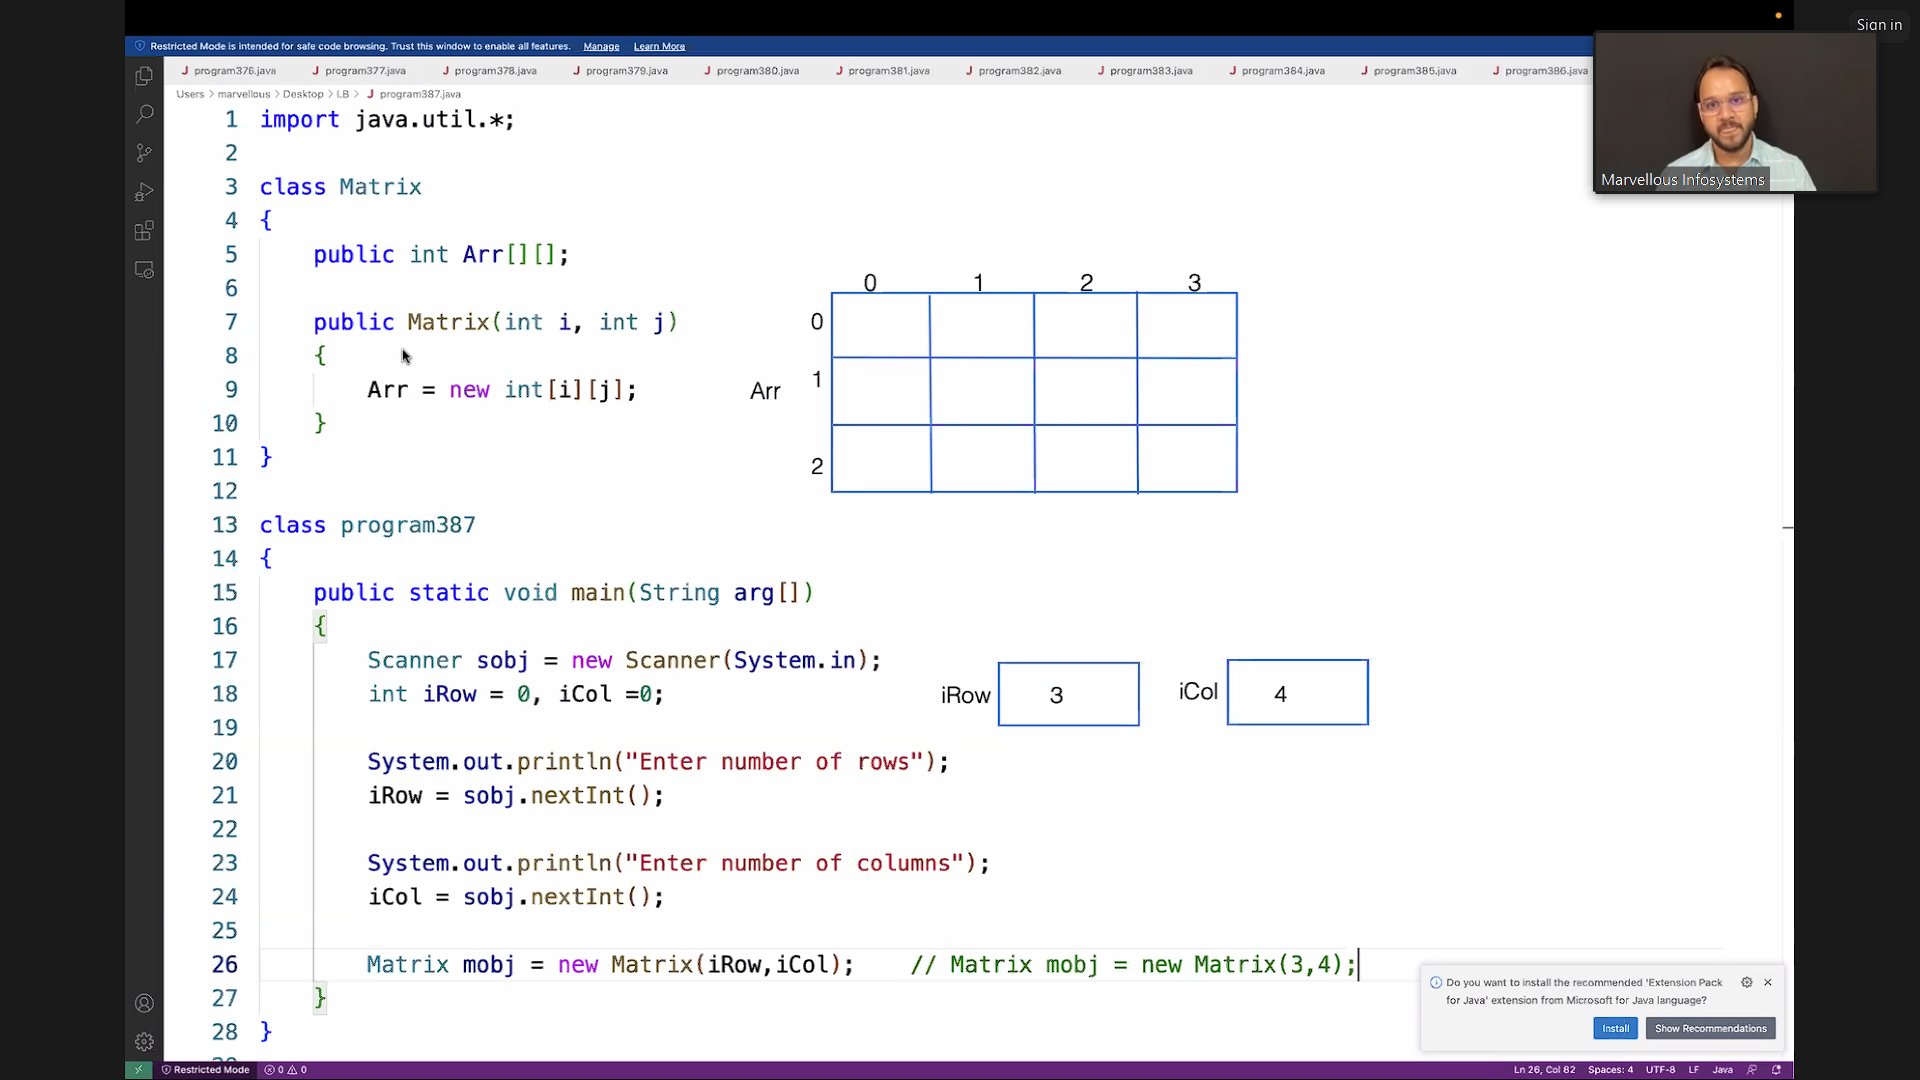 Sign in
Restricted Mode is intended for safe code browsing. Trust this window to enable all features. Manage Learn More
J program376.java J program377.java J program378.java J program379.java J program380.java J program381.java J program382.java J program383.java J program384.java J program385.java J program386.java
Users > marvellous > Desktop > LB > J program387.java
Marvellous Infosystems
1 import java.util.*;
2
3 class Matrix
4 {
5 public int Arr[][];
6
7 public Matrix(int i, int j)
8 {
9 Arr = new int[i][j];
10 }
11 }
12
13 class program387
14 {
15 public static void main(String arg[])
16 {
17 Scanner sobj = new Scanner(System.in);
18 int iRow = 0, iCol =0;
19
20 System.out.println("Enter number of rows");
21 iRow = sobj.nextInt();
22
23 System.out.println("Enter number of columns");
24 iCol = sobj.nextInt();
25
26 Matrix mobj = new Matrix(iRow,iCol); // Matrix mobj = new Matrix(3,4);
27 }
28 }
0 1 2 3
0
1
Arr
2
iRow 3 iCol 4
Do you want to install the recommended 'Extension Pack
for Java' extension from Microsoft for Java language?
Install Show Recommendations
Restricted Mode 0 0 Ln 26, Col 82 Spaces: 4 UTF-8 LF Java